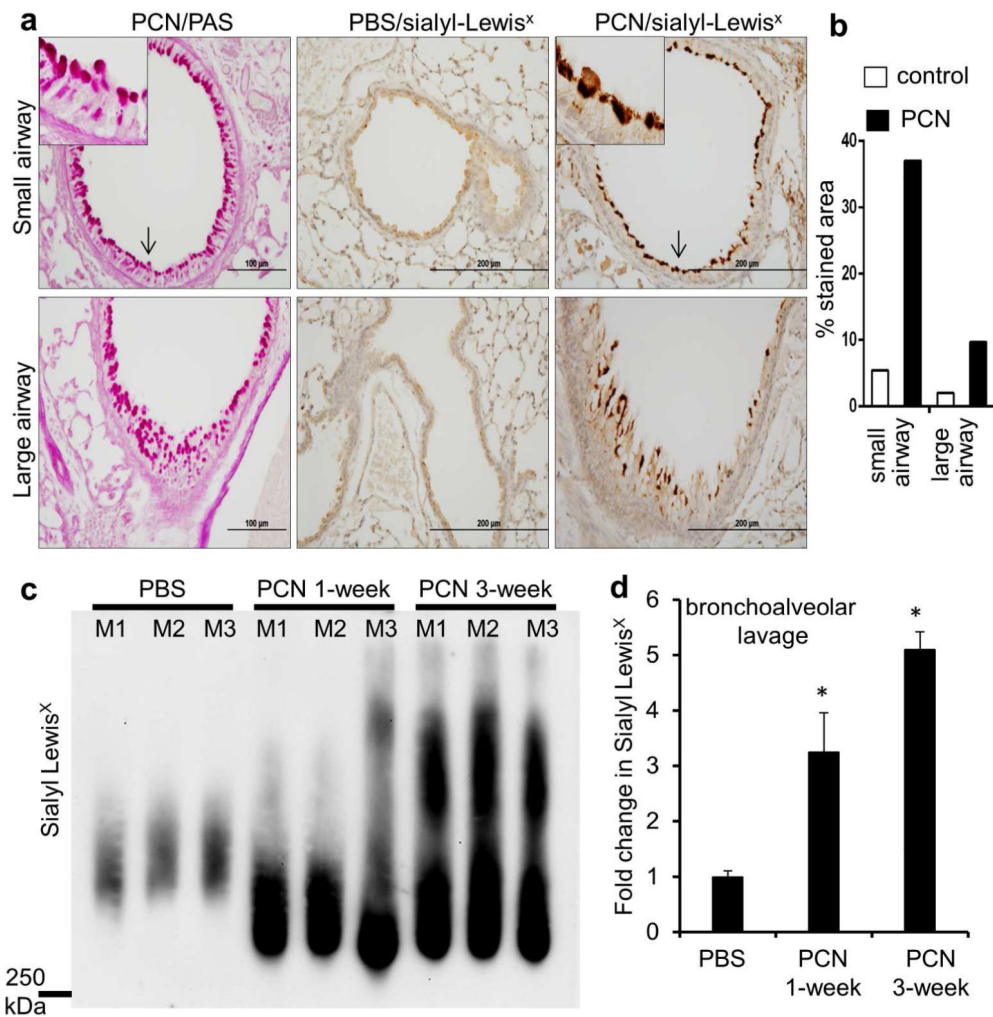 a
PCN/PAS
PBS/sialyl-Lewisˣ
PCN/sialyl-Lewisˣ
Small airway
100 µm
200 µm
200 µm
Large airway
100 µm
200 µm
200 µm
b
control
PCN
% stained area
40
30
20
10
0
small
airway
large
airway
c
PBS
PCN 1-week
PCN 3-week
M1 M2 M3 M1 M2 M3 M1 M2 M3
Sialyl Lewisˣ
250
kDa
d
bronchoalveolar
lavage
Fold change in Sialyl Lewisˣ
6
5
4
3
2
1
0
*
*
PBS
PCN
1-week
PCN
3-week